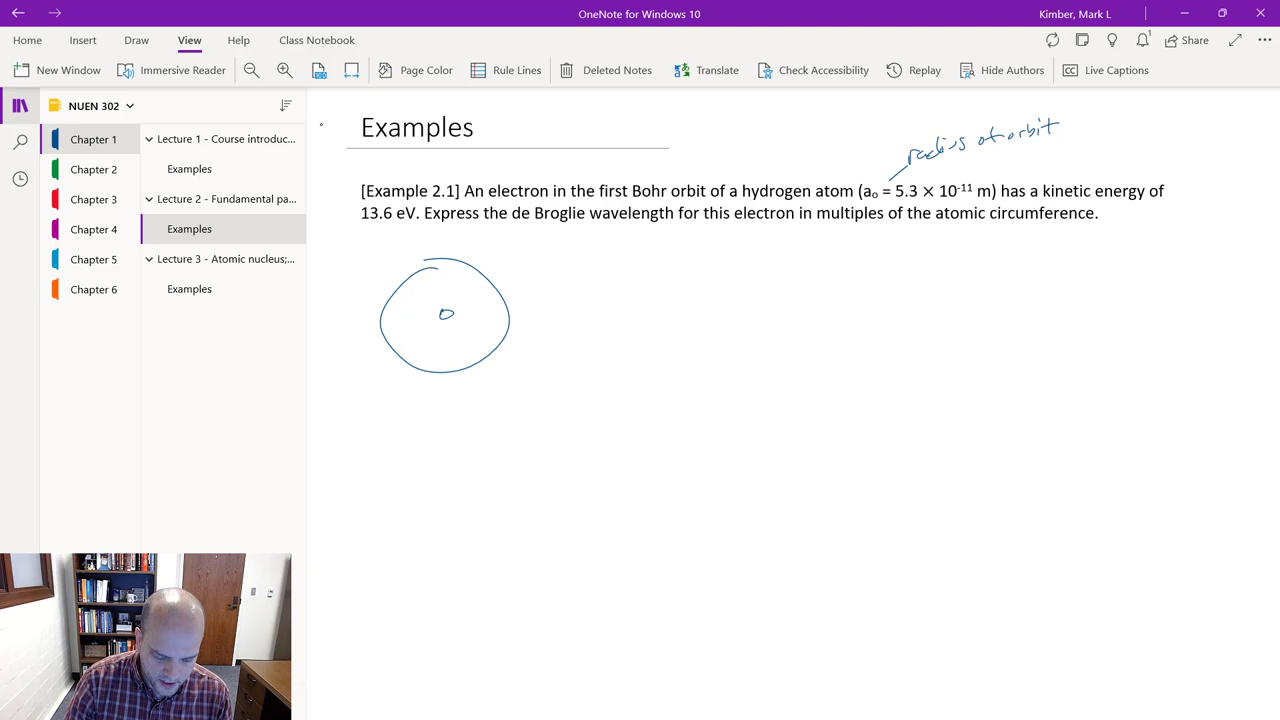 OneNote for Windows 10
Kimber, Mark L
Home
Insert
Draw
View
Help
Class Notebook
1
Share
New Window
Immersive Reader
Page Color
Rule Lines
Deleted Notes
Translate
Check Accessibility
Replay
Hide Authors
Live Captions
NUEN 302
Chapter 1
Chapter 2
Chapter 3
Chapter 4
Chapter 5
Chapter 6
Lecture 1 - Course introduc...
Examples
Lecture 2 - Fundamental pa...
Examples
Lecture 3 - Atomic nucleus;...
Examples
Examples
radius of orbit
[Example 2.1] An electron in the first Bohr orbit of a hydrogen atom (aₒ = 5.3 × 10⁻¹¹ m) has a kinetic energy of
13.6 eV. Express the de Broglie wavelength for this electron in multiples of the atomic circumference.